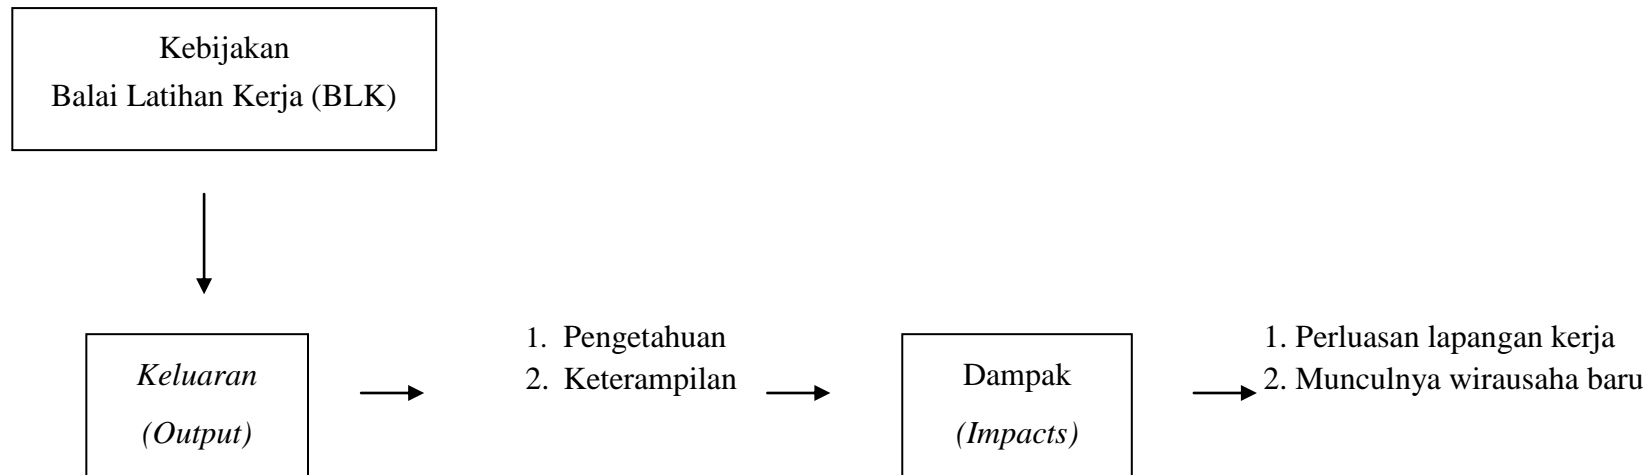 Kebijakan
Balai Latihan Kerja (BLK)
Keluaran
(Output)
1. Pengetahuan
2. Keterampilan
Dampak
(Impacts)
1. Perluasan lapangan kerja
2. Munculnya wirausaha baru